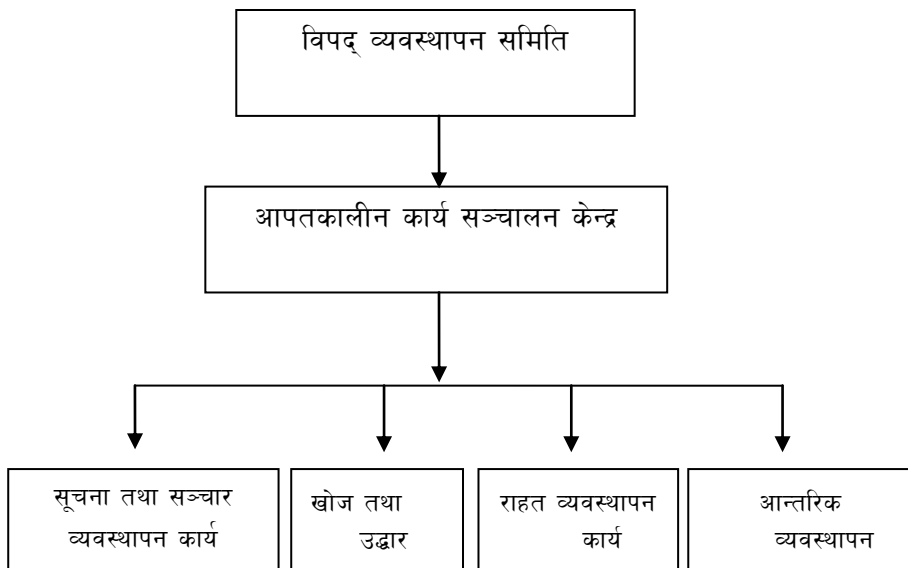 विपद् व्यवस्थापन समिति
आपतकालीन कार्य सञ्चालन केन्द्र
सूचना तथा सञ्चार
व्यवस्थापन कार्य
खोज तथा
उद्धार
राहत व्यवस्थापन
कार्य
आन्तरिक
व्यवस्थापन